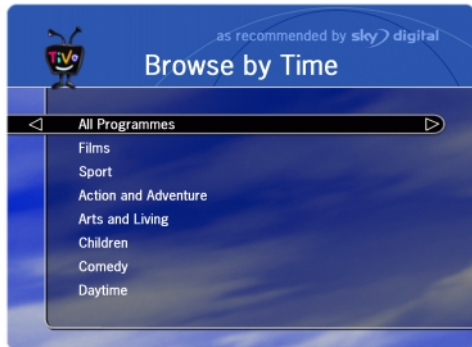 as recommended by sky digital
TiVo
Browse by Time
All Programmes
Films
Sport
Action and Adventure
Arts and Living
Children
Comedy
Daytime